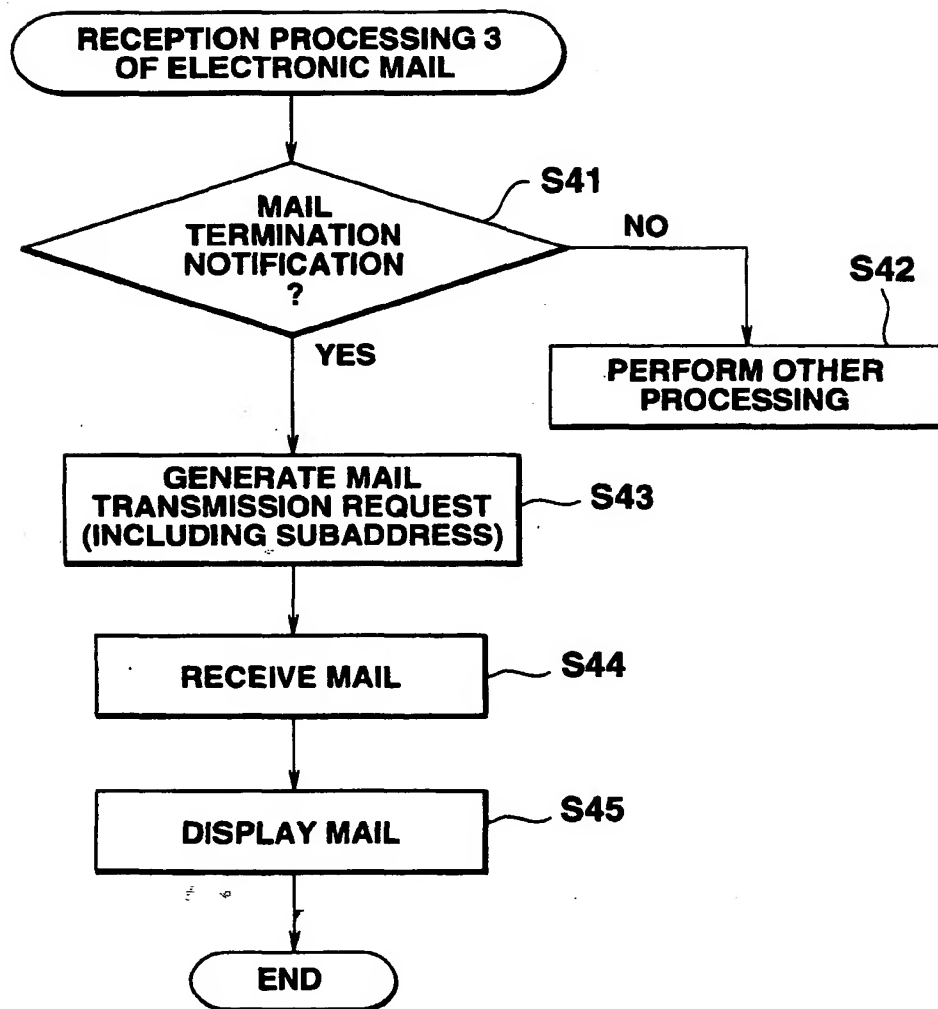 RECEPTION PROCESSING 3
OF ELECTRONIC MAIL
S41
MAIL
TERMINATION
NOTIFICATION
?
NO
S42
YES
PERFORM OTHER
PROCESSING
GENERATE MAIL
TRANSMISSION REQUEST
(INCLUDING SUBADDRESS)
S43
RECEIVE MAIL
S44
DISPLAY MAIL
S45
END